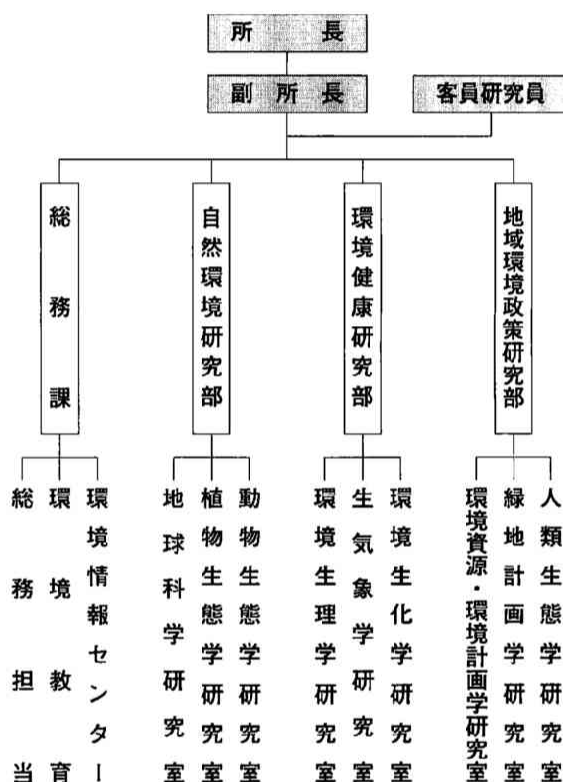 所長
副所長
客員研究員
総務課
自然環境研究部
環境健康研究部
地域環境政策研究部
総務担当
環境教育
環境情報センター
地球科学研究室
植物生態学研究室
動物生態学研究室
環境生理学研究室
生気象学研究室
環境生化学研究室
環境資源・環境計画学研究室
緑地計画学研究室
人類生態学研究室